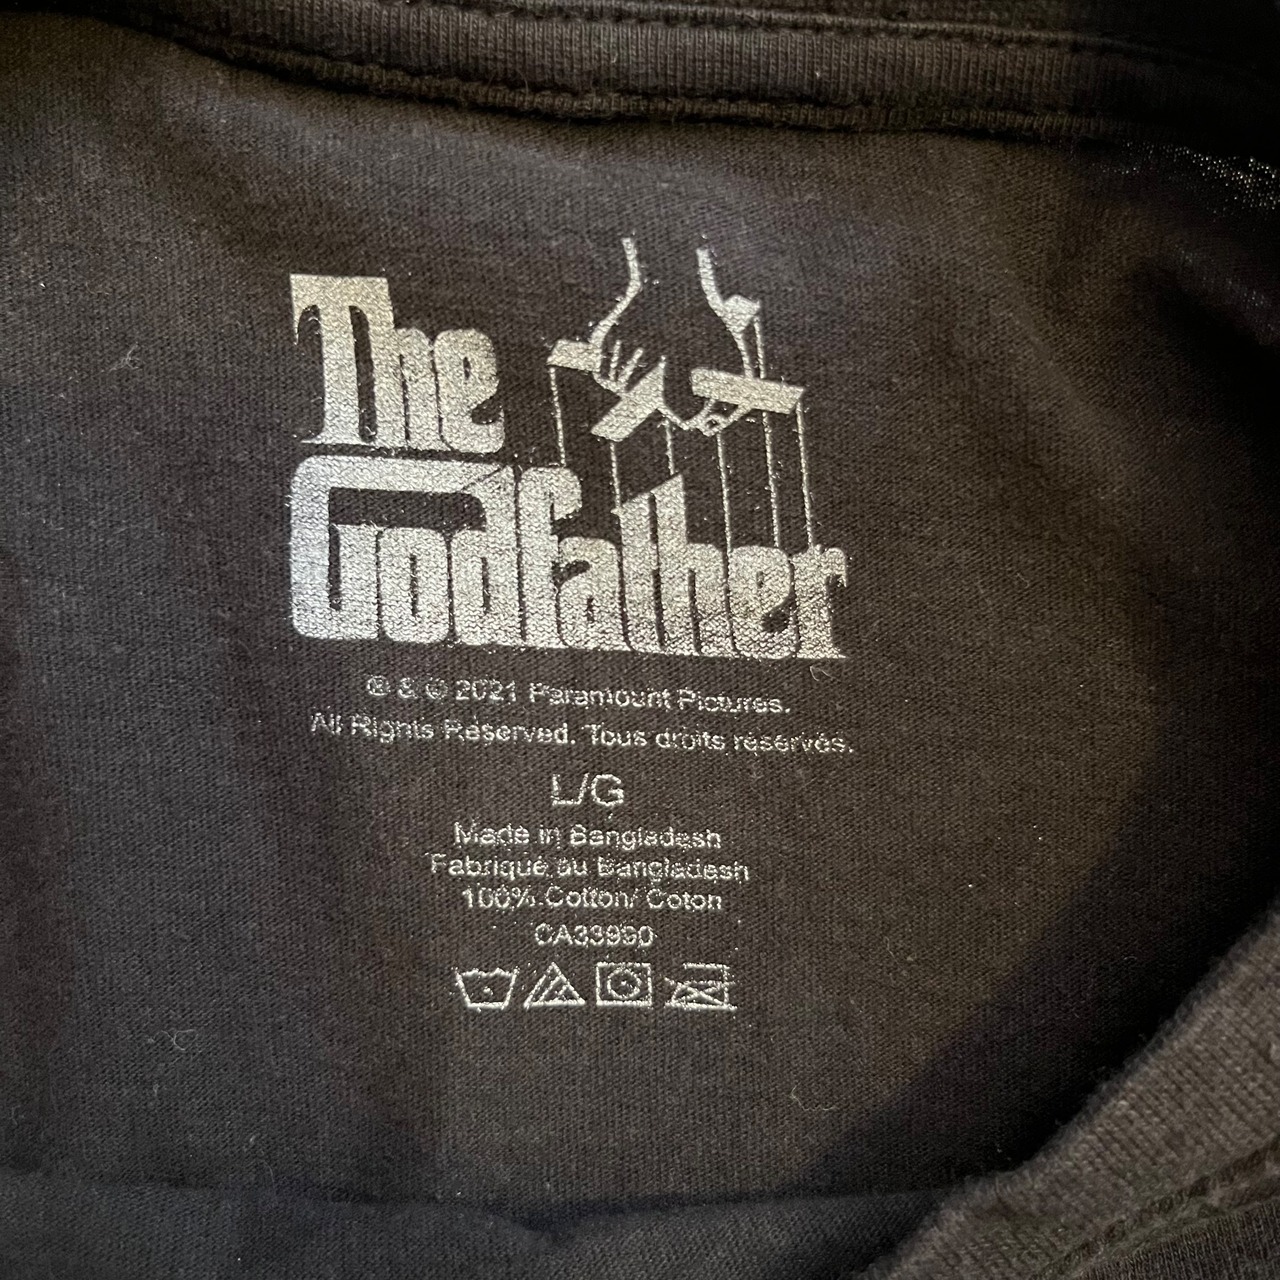 The
Godfather
® & © 2021 Paramount Pictures.
All Rights Reserved. Tous droits réservés.
L/G
Made in Bangladesh
Fabriqué au Bangladesh
100% Cotton/ Coton
CA33990